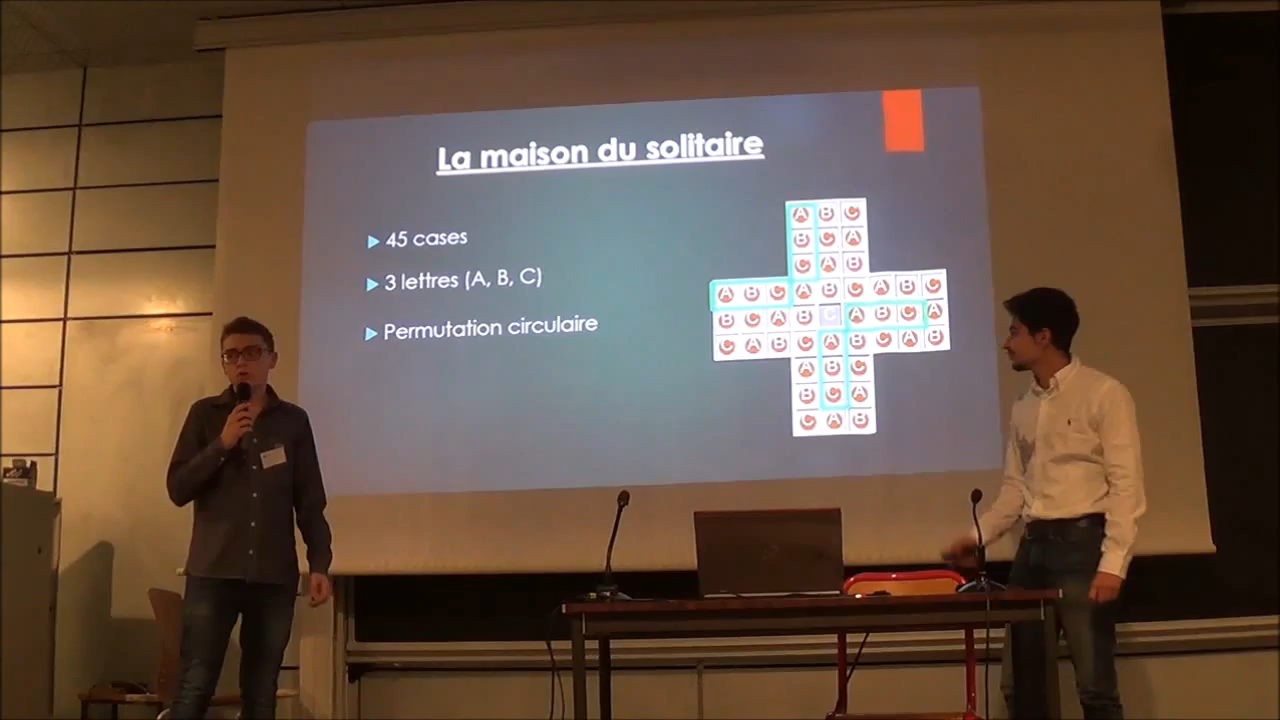 La maison du solitaire
45 cases
3 lettres (A, B, C)
Permutation circulaire
A B C
B C A
C A B
A B C A B C A B C
B C A B C A B C A
C A B C A B C A B
A B C
B C A
C A B